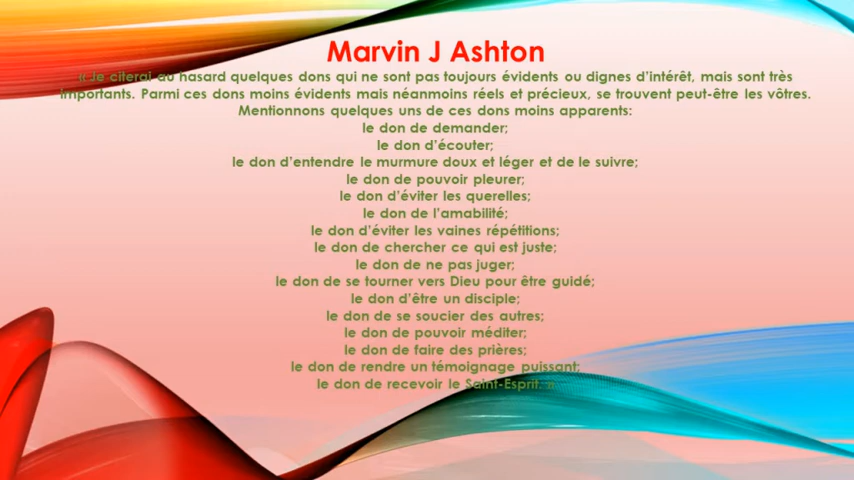 Marvin J Ashton
« Je citerai au hasard quelques dons qui ne sont pas toujours évidents ou dignes d'intérêt, mais sont très
importants. Parmi ces dons moins évidents mais néanmoins réels et précieux, se trouvent peut-être les vôtres.
Mentionnons quelques uns de ces dons moins apparents:
le don de demander;
le don d'écouter;
le don d'entendre le murmure doux et léger et de le suivre;
le don de pouvoir pleurer;
le don d'éviter les querelles;
le don de l'amabilité;
le don d'éviter les vaines répétitions;
le don de chercher ce qui est juste;
le don de ne pas juger;
le don de se tourner vers Dieu pour être guidé;
le don d'être un disciple;
le don de se soucier des autres;
le don de pouvoir méditer;
le don de faire des prières;
le don de rendre un témoignage puissant;
le don de recevoir le Saint-Esprit. »